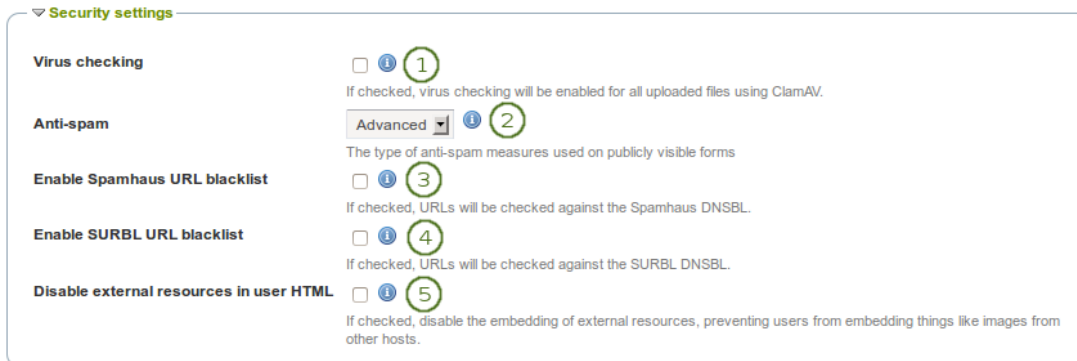 Security settings
Virus checking
1
If checked, virus checking will be enabled for all uploaded files using ClamAV.
Anti-spam
Advanced
2
The type of anti-spam measures used on publicly visible forms
Enable Spamhaus URL blacklist
3
If checked, URLs will be checked against the Spamhaus DNSBL.
Enable SURBL URL blacklist
4
If checked, URLs will be checked against the SURBL DNSBL.
Disable external resources in user HTML
5
If checked, disable the embedding of external resources, preventing users from embedding things like images from
other hosts.